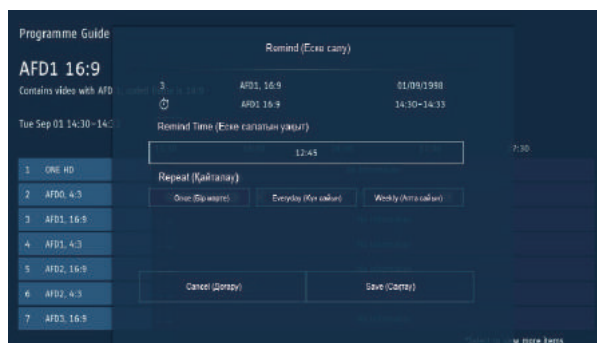 Programme Guide
Remind (Еске салу)
AFD1 16:9
Contains video with AFD
3 AFD1, 16:9 01/09/1998
AFD1 16:9 14:30-14:33
Tue Sep 01 14:30-14:3
Remind Time (Еске салатын уақыт)
12:45
7:30
1 ONE HD
Repeat (Қайталау)
2 AFD0, 4:3
Once (Бір мәрте) Everyday (Күн сайын) Weekly (Апта сайын)
3 AFD1, 16:9
4 AFD1, 4:3
5 AFD2, 16:9
6 AFD2, 4:3
Cancel (Доғару) Save (Сақтау)
7 AFD3, 16:9
more items